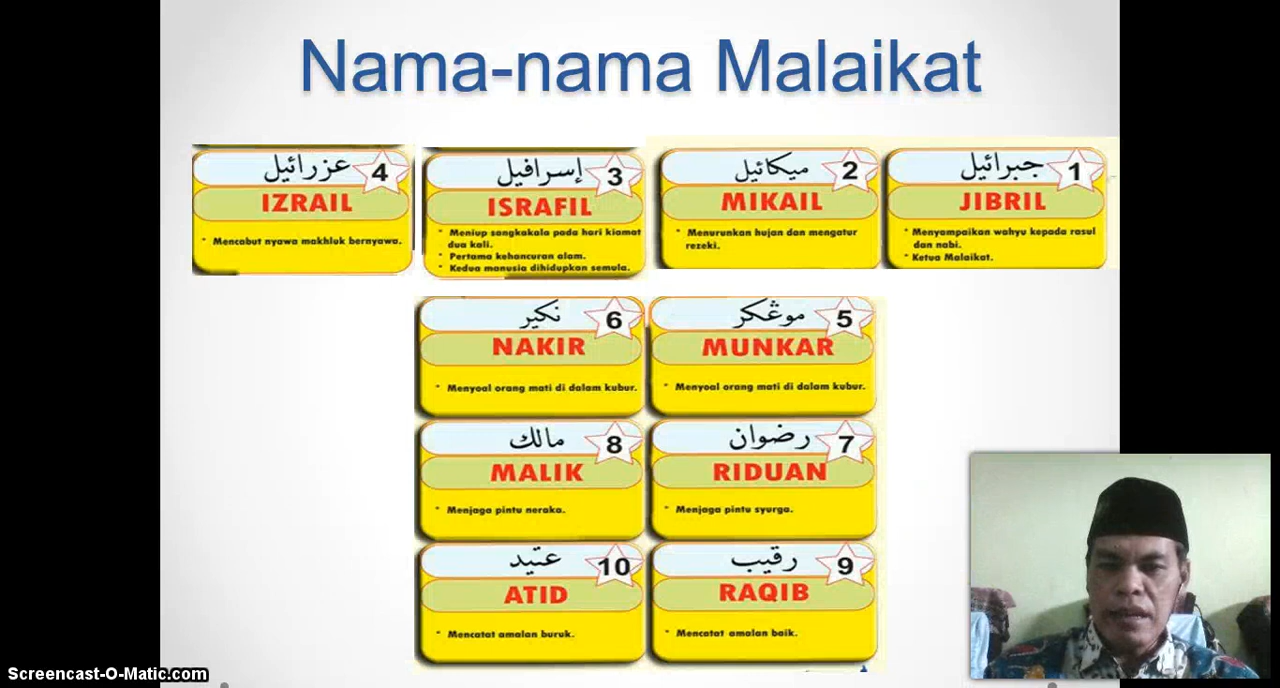 Nama-nama Malaikat
جبرائيل
1
JIBRIL
* Menyampaikan wahyu kepada rasul
dan nabi.
* Ketua Malaikat.
ميكائيل
2
MIKAIL
* Menurunkan hujan dan mengatur
rezeki.
إسرافيل
3
ISRAFIL
* Meniup sangkakala pada hari kiamat
dua kali.
* Pertama kehancuran alam.
* Kedua manusia dihidupkan semula.
عزرائيل
4
IZRAIL
* Mencabut nyawa makhluk bernyawa.
موڠكر
5
MUNKAR
* Menyoal orang mati di dalam kubur.
نكير
6
NAKIR
* Menyoal orang mati di dalam kubur.
رضوان
7
RIDUAN
* Menjaga pintu syurga.
مالك
8
MALIK
* Menjaga pintu neraka.
رقيب
9
RAQIB
* Mencatat amalan baik.
عتيد
10
ATID
* Mencatat amalan buruk.
Screencast-O-Matic.com